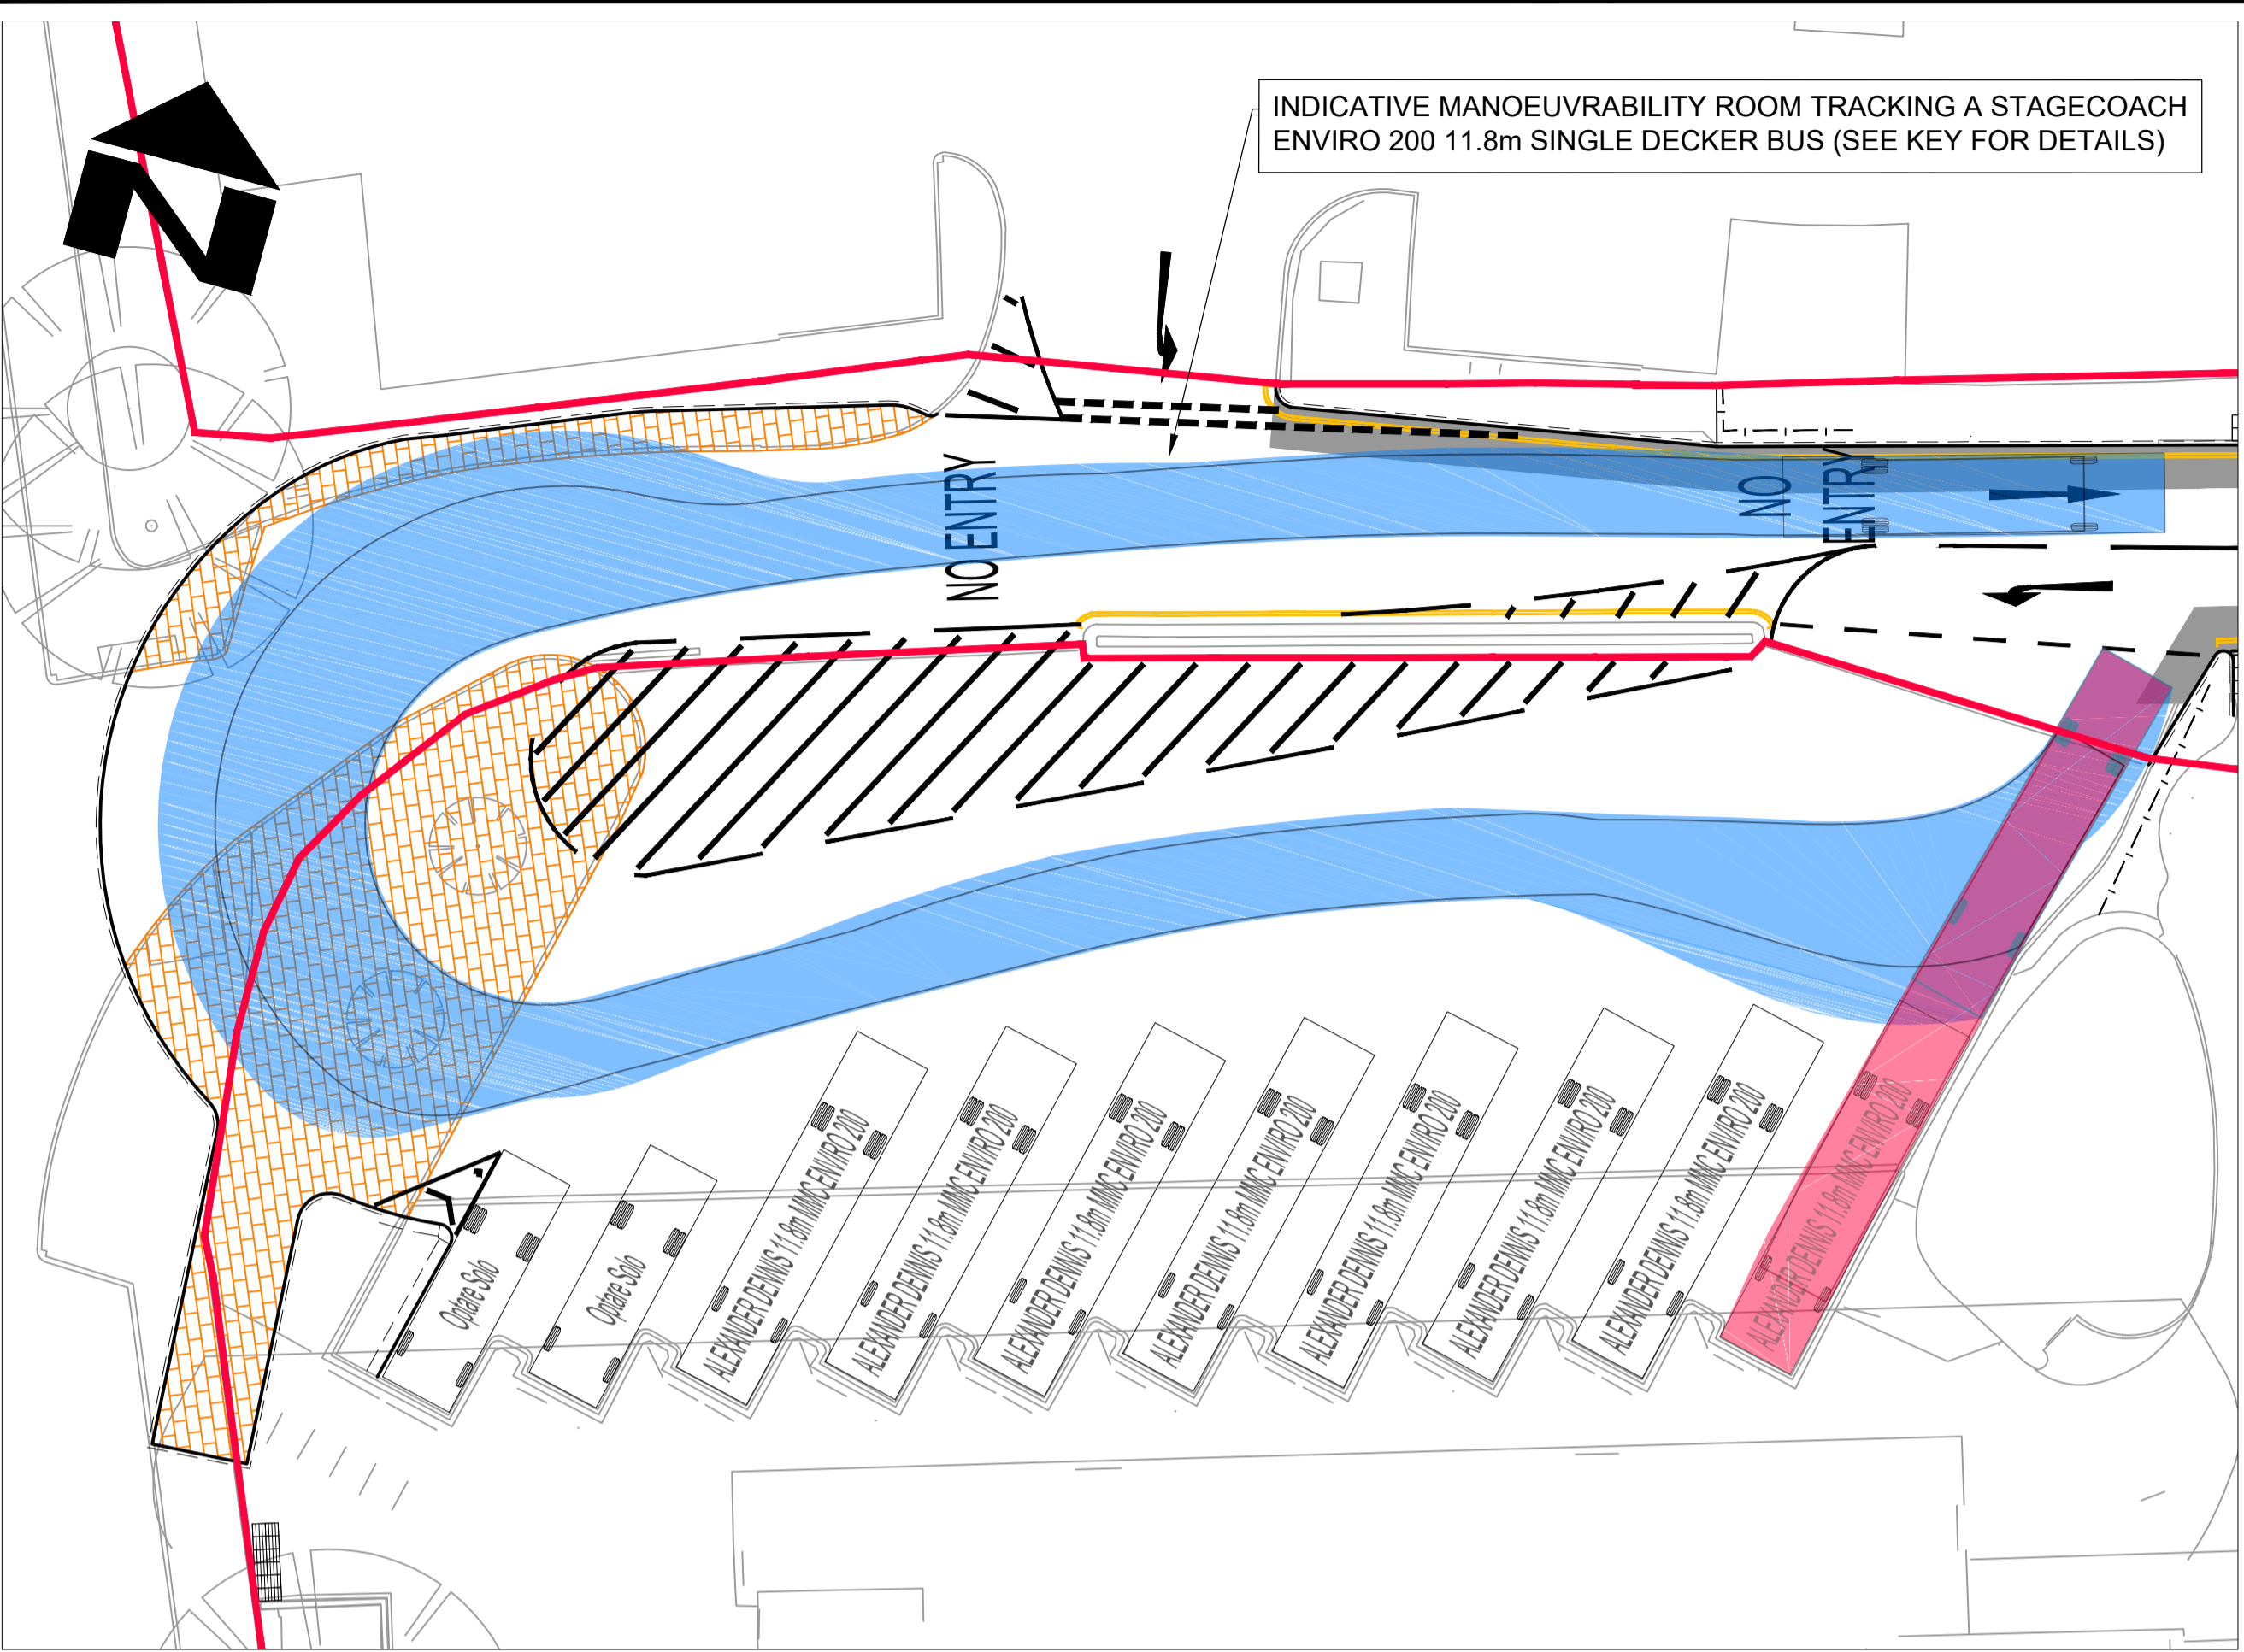 INDICATIVE MANOEUVRABILITY ROOM TRACKING A STAGECOACH
ENVIRO 200 11.8m SINGLE DECKER BUS (SEE KEY FOR DETAILS)
N
NO ENTRY
NO
ENTRY
Optare Solo
Optare Solo
ALEXANDER DENNIS 11.8m MMC ENVIRO 200
ALEXANDER DENNIS 11.8m MMC ENVIRO 200
ALEXANDER DENNIS 11.8m MMC ENVIRO 200
ALEXANDER DENNIS 11.8m MMC ENVIRO 200
ALEXANDER DENNIS 11.8m MMC ENVIRO 200
ALEXANDER DENNIS 11.8m MMC ENVIRO 200
ALEXANDER DENNIS 11.8m MMC ENVIRO 200
ALEXANDER DENNIS 11.8m MMC ENVIRO 200